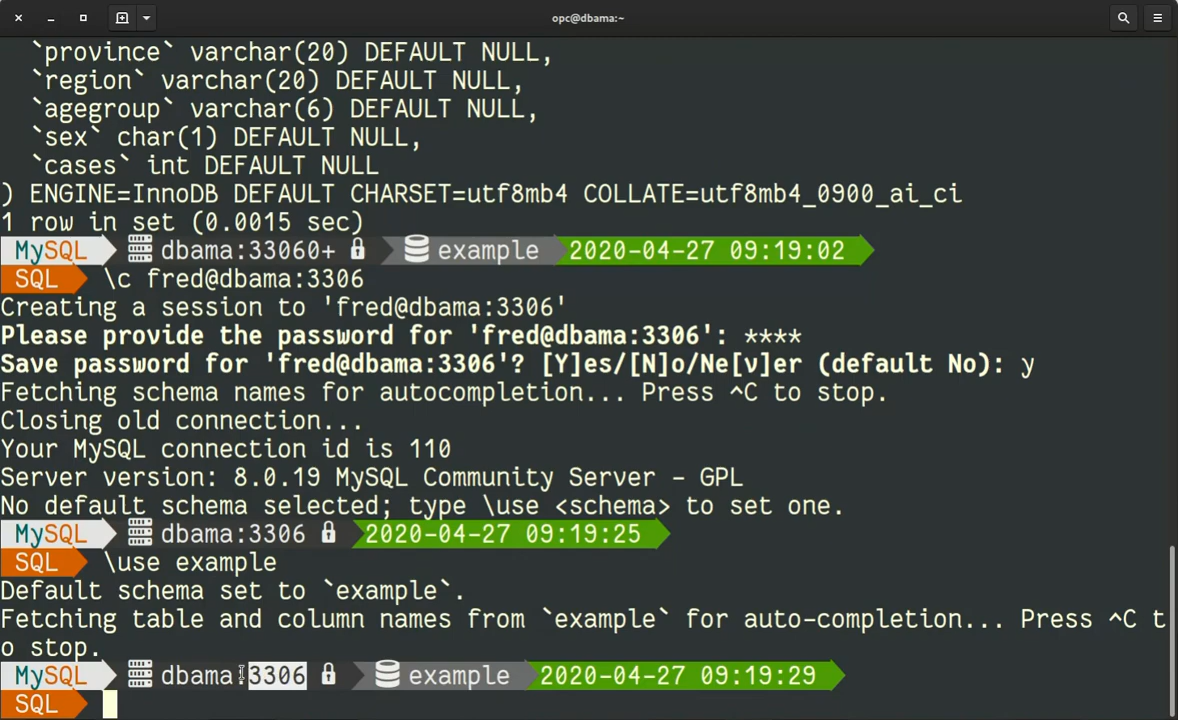 opc@dbama:~
`province` varchar(20) DEFAULT NULL,
`region` varchar(20) DEFAULT NULL,
`agegroup` varchar(6) DEFAULT NULL,
`sex` char(1) DEFAULT NULL,
`cases` int DEFAULT NULL
) ENGINE=InnoDB DEFAULT CHARSET=utf8mb4 COLLATE=utf8mb4_0900_ai_ci
1 row in set (0.0015 sec)
MySQL dbama:33060+ example 2020-04-27 09:19:02
SQL \c fred@dbama:3306
Creating a session to 'fred@dbama:3306'
Please provide the password for 'fred@dbama:3306': ****
Save password for 'fred@dbama:3306'? [Y]es/[N]o/Ne[v]er (default No): y
Fetching schema names for autocompletion... Press ^C to stop.
Closing old connection...
Your MySQL connection id is 110
Server version: 8.0.19 MySQL Community Server - GPL
No default schema selected; type \use <schema> to set one.
MySQL dbama:3306 2020-04-27 09:19:25
SQL \use example
Default schema set to `example`.
Fetching table and column names from `example` for auto-completion... Press ^C t
o stop.
MySQL dbama:3306 example 2020-04-27 09:19:29
SQL